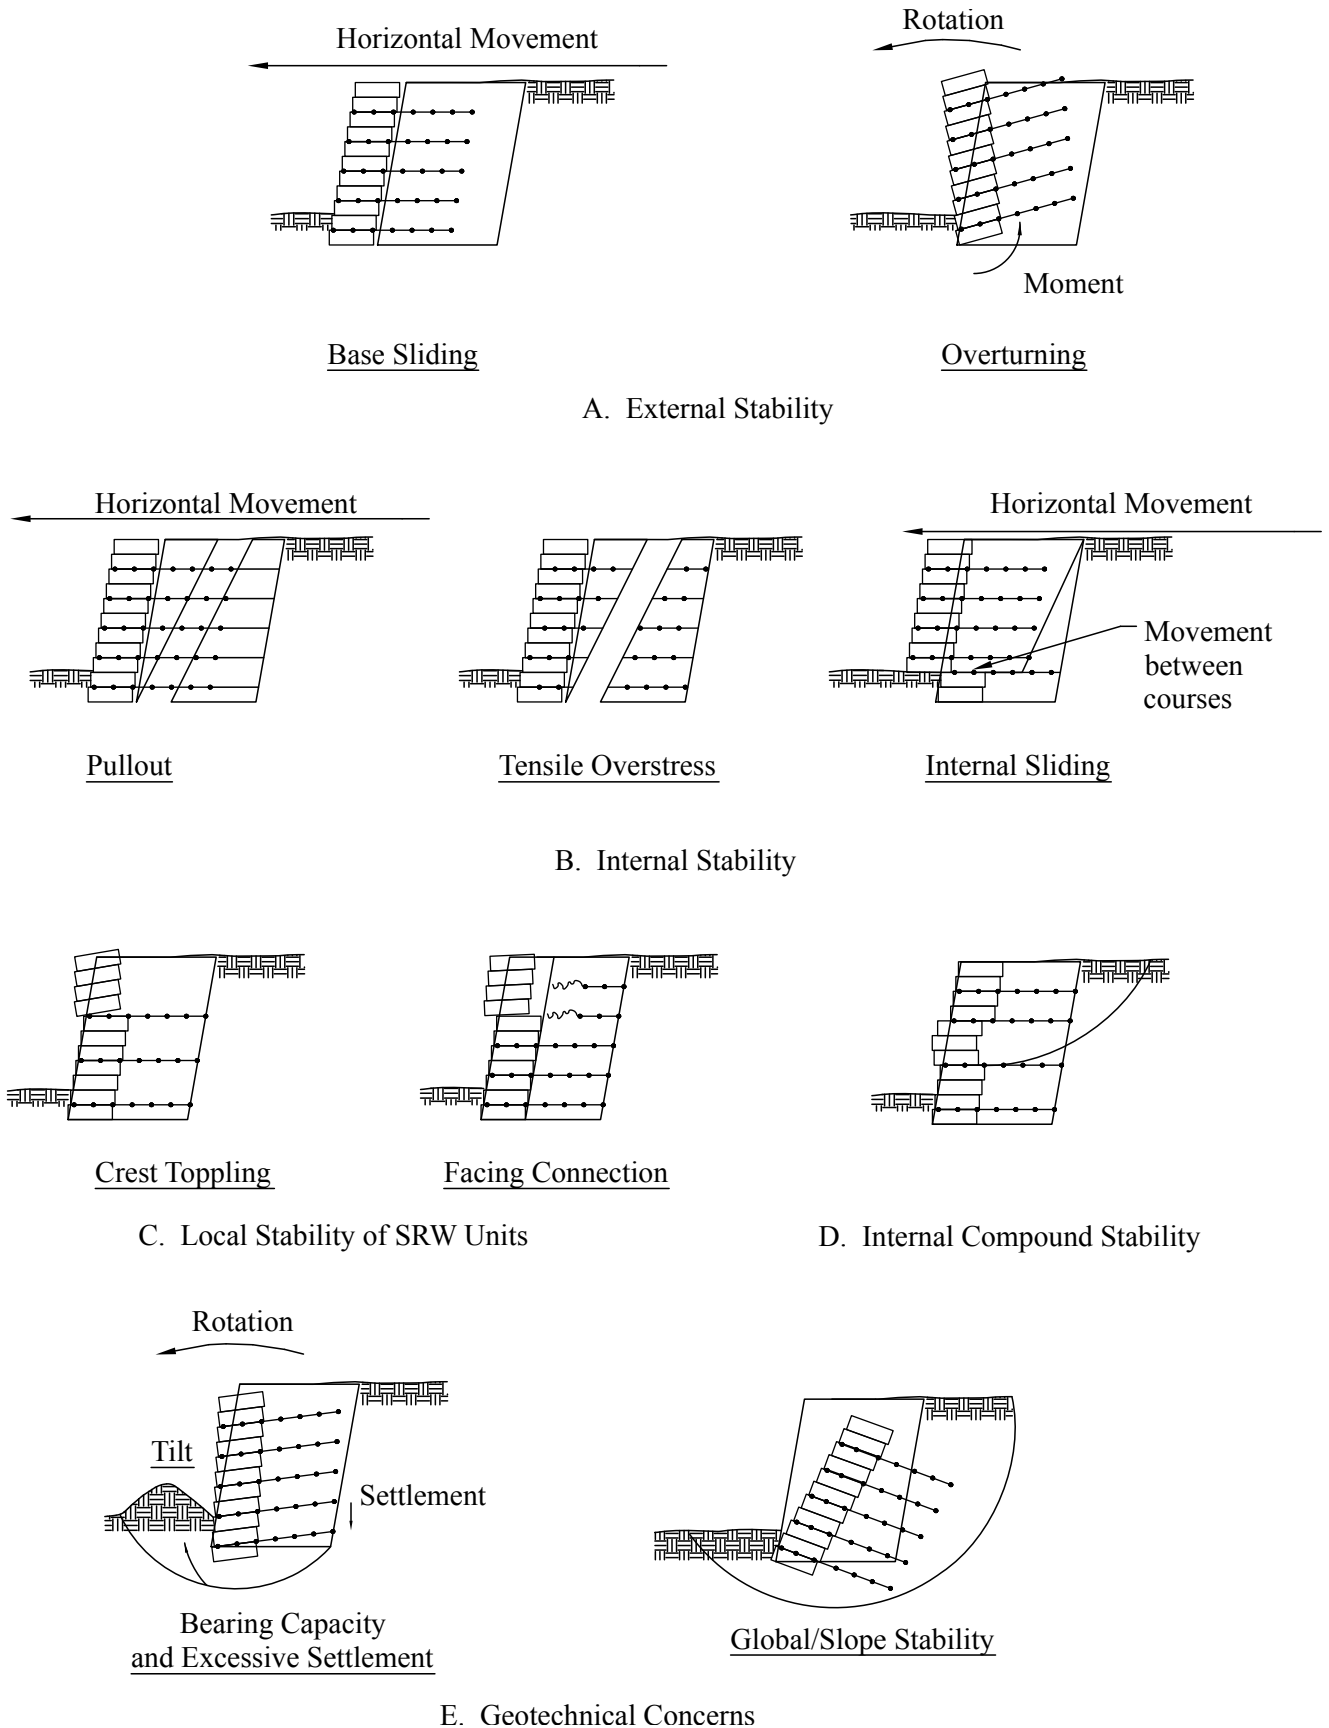 Horizontal Movement
Rotation
Moment
Base Sliding
Overturning
A. External Stability
Horizontal Movement
Horizontal Movement
Movement
between
courses
Pullout
Tensile Overstress
Internal Sliding
B. Internal Stability
Crest Toppling
Facing Connection
C. Local Stability of SRW Units
D. Internal Compound Stability
Rotation
Tilt
Settlement
Bearing Capacity
and Excessive Settlement
Global/Slope Stability
E. Geotechnical Concerns